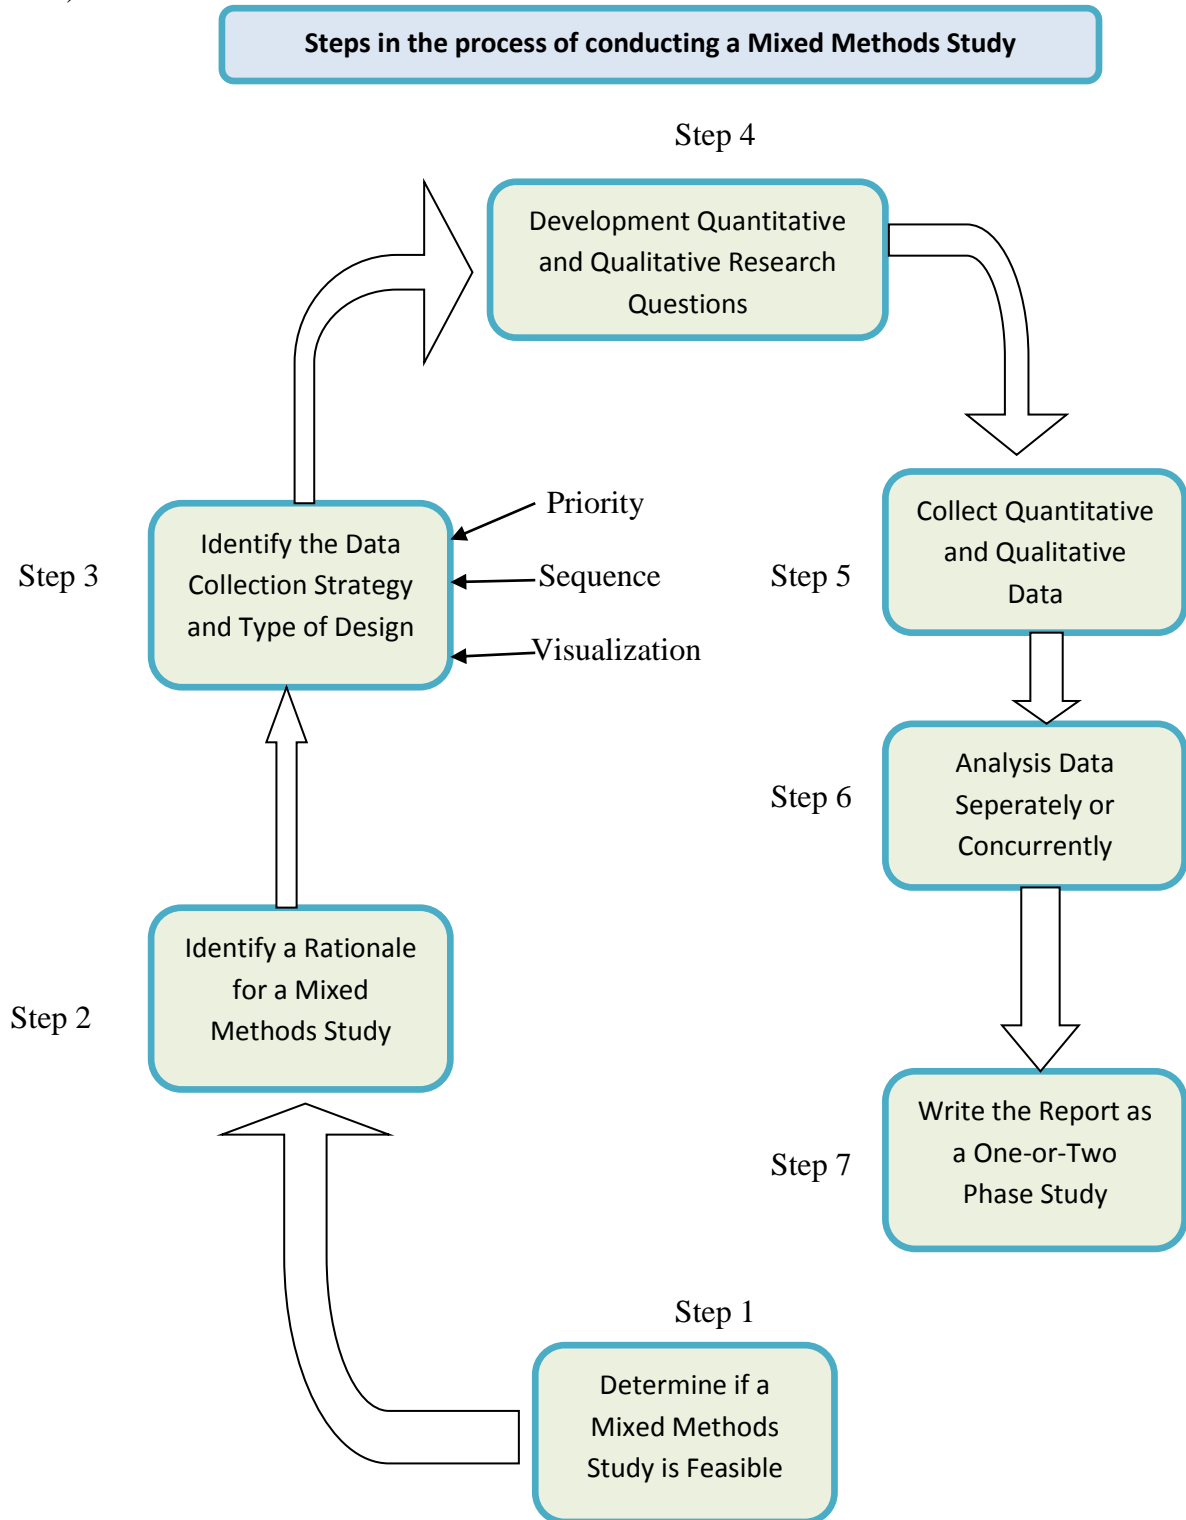 Steps in the process of conducting a Mixed Methods Study
Step 4
Development Quantitative
and Qualitative Research
Questions
Step 3
Identify the Data
Collection Strategy
and Type of Design
Priority
Sequence
Visualization
Step 5
Collect Quantitative
and Qualitative
Data
Step 6
Analysis Data
Seperately or
Concurrently
Step 2
Identify a Rationale
for a Mixed
Methods Study
Step 7
Write the Report as
a One-or-Two
Phase Study
Step 1
Determine if a
Mixed Methods
Study is Feasible